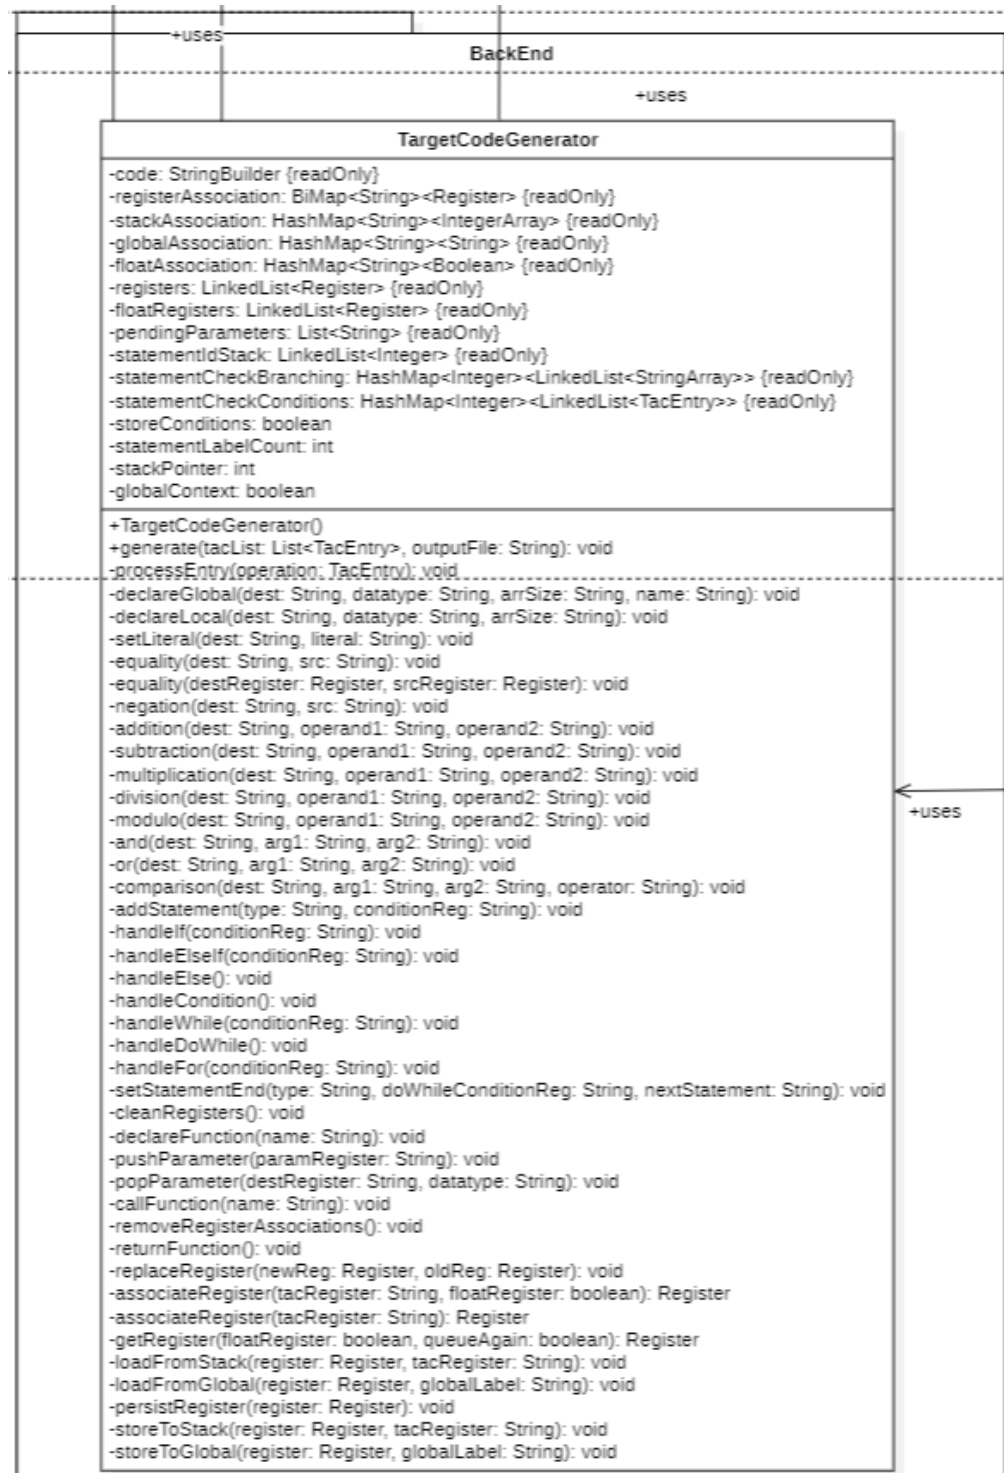 +uses
BackEnd
+uses
TargetCodeGenerator
-code: StringBuilder {readOnly}
-registerAssociation: BiMap<String><Register> {readOnly}
-stackAssociation: HashMap<String><IntegerArray> {readOnly}
-globalAssociation: HashMap<String><String> {readOnly}
-floatAssociation: HashMap<String><Boolean> {readOnly}
-registers: LinkedList<Register> {readOnly}
-floatRegisters: LinkedList<Register> {readOnly}
-pendingParameters: List<String> {readOnly}
-statementIdStack: LinkedList<Integer> {readOnly}
-statementCheckBranching: HashMap<Integer><LinkedList<StringArray>> {readOnly}
-statementCheckConditions: HashMap<Integer><LinkedList<TacEntry>> {readOnly}
-storeConditions: boolean
-statementLabelCount: int
-stackPointer: int
-globalContext: boolean
+TargetCodeGenerator()
+generate(tacList: List<TacEntry>, outputFile: String): void
-processEntry(operation: TacEntry): void
-declareGlobal(dest: String, datatype: String, arrSize: String, name: String): void
-declareLocal(dest: String, datatype: String, arrSize: String): void
-setLiteral(dest: String, literal: String): void
-equality(dest: String, src: String): void
-equality(destRegister: Register, srcRegister: Register): void
-negation(dest: String, src: String): void
-addition(dest: String, operand1: String, operand2: String): void
-subtraction(dest: String, operand1: String, operand2: String): void
-multiplication(dest: String, operand1: String, operand2: String): void
-division(dest: String, operand1: String, operand2: String): void
-modulo(dest: String, operand1: String, operand2: String): void
+uses
-and(dest: String, arg1: String, arg2: String): void
-or(dest: String, arg1: String, arg2: String): void
-comparison(dest: String, arg1: String, arg2: String, operator: String): void
-addStatement(type: String, conditionReg: String): void
-handleIf(conditionReg: String): void
-handleElseIf(conditionReg: String): void
-handleElse(): void
-handleCondition(): void
-handleWhile(conditionReg: String): void
-handleDoWhile(): void
-handleFor(conditionReg: String): void
-setStatementEnd(type: String, doWhileConditionReg: String, nextStatement: String): void
-cleanRegisters(): void
-declareFunction(name: String): void
-pushParameter(paramRegister: String): void
-popParameter(destRegister: String, datatype: String): void
-callFunction(name: String): void
-removeRegisterAssociations(): void
-returnFunction(): void
-replaceRegister(newReg: Register, oldReg: Register): void
-associateRegister(tacRegister: String, floatRegister: boolean): Register
-associateRegister(tacRegister: String): Register
-getRegister(floatRegister: boolean, queueAgain: boolean): Register
-loadFromStack(register: Register, tacRegister: String): void
-loadFromGlobal(register: Register, globalLabel: String): void
-persistRegister(register: Register): void
-storeToStack(register: Register, tacRegister: String): void
-storeToGlobal(register: Register, globalLabel: String): void